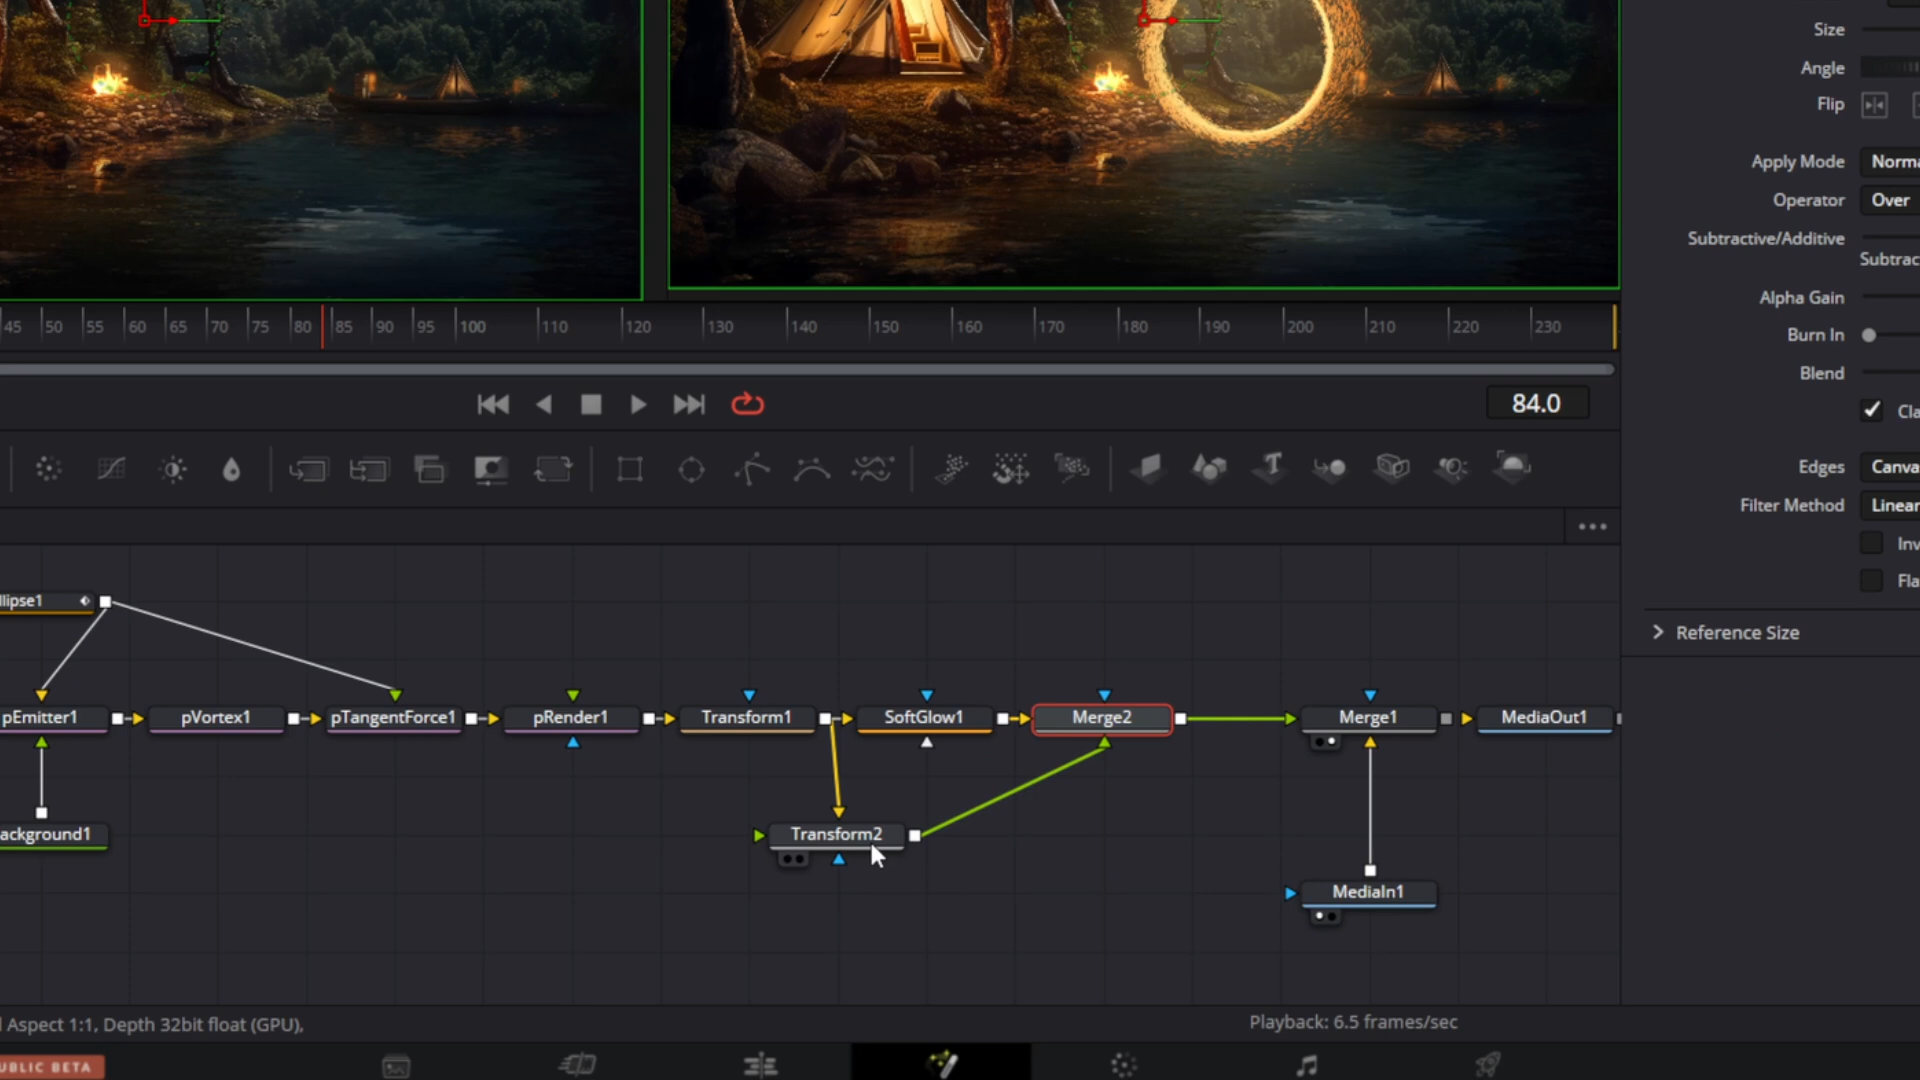 Size
Angle
Flip
Apply Mode Norma
Operator Over
Subtractive/Additive
Subtrac
Alpha Gain
Burn In
Blend
Cla
Edges Canva
Filter Method Linear
Inv
Fla
Reference Size
45 50 55 60 65 70 75 80 85 90 95 100 110 120 130 140 150 160 170 180 190 200 210 220 230
84.0
llipse1
pEmitter1 pVortex1 pTangentForce1 pRender1 Transform1 SoftGlow1 Merge2 Merge1 MediaOut1
ackground1 Transform2
MediaIn1
Aspect 1:1, Depth 32bit float (GPU),
Playback: 6.5 frames/sec
UBLIC BETA